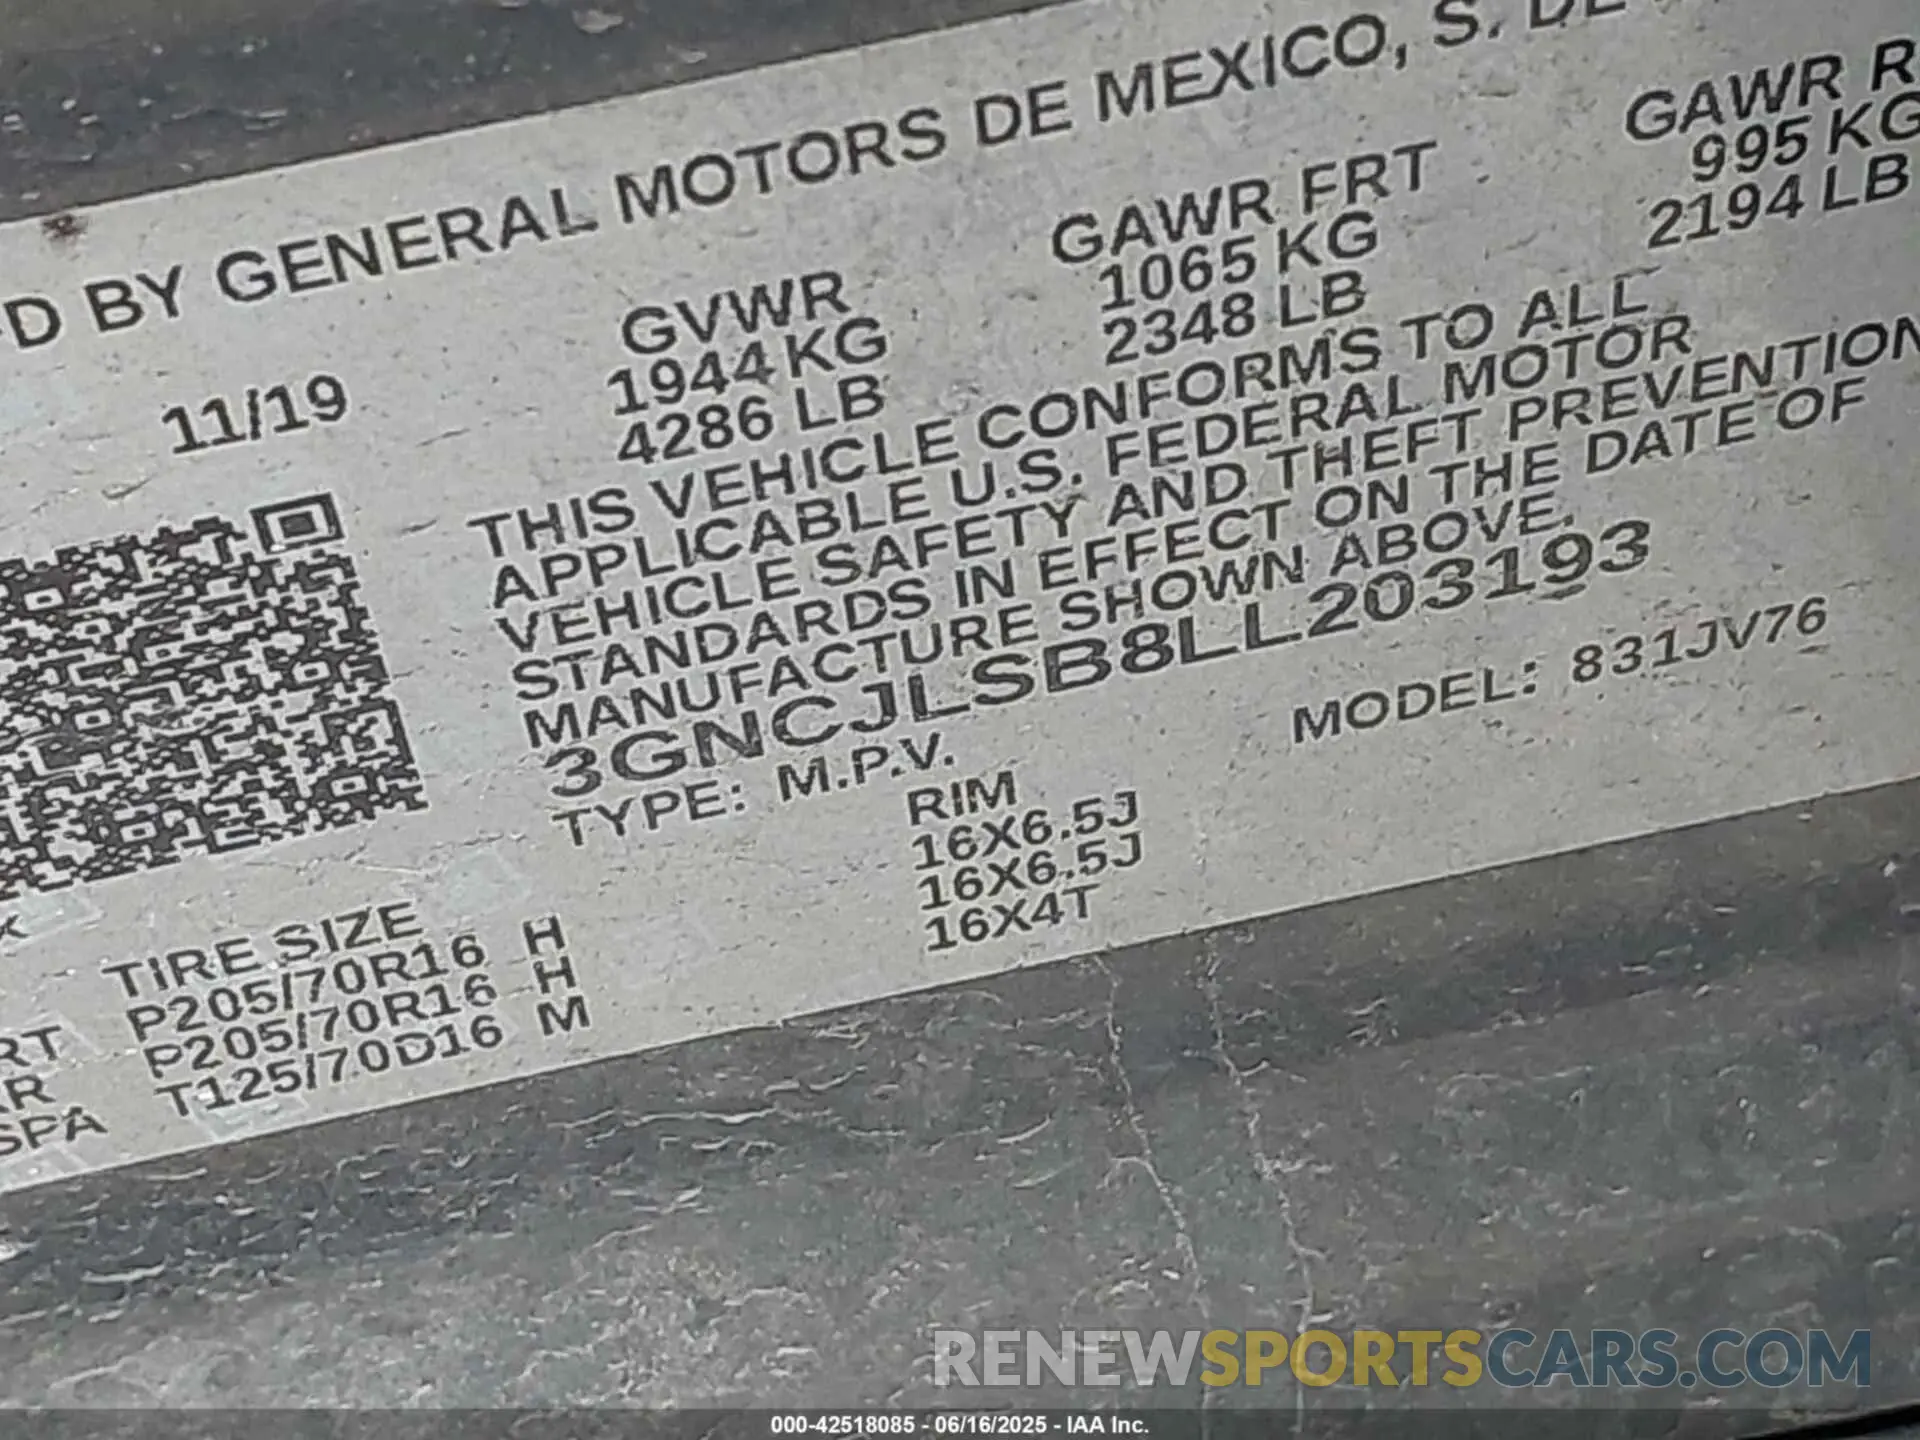 D BY GENERAL MOTORS DE MEXICO, S. DE
11/19
GVWR
1944 KG
4286 LB
GAWR FRT
1065 KG
2348 LB
GAWR R
995 KG
2194 LB
THIS VEHICLE CONFORMS TO ALL
APPLICABLE U.S. FEDERAL MOTOR
VEHICLE SAFETY AND THEFT PREVENTION
STANDARDS IN EFFECT ON THE DATE OF
MANUFACTURE SHOWN ABOVE.
3GNCJLSB8LL203193
TYPE: M.P.V.
MODEL: 831JV76
TIRE SIZE
RIM
RT P205/70R16 H 16X6.5J
R P205/70R16 H 16X6.5J
SPA T125/70D16 M 16X4T
RENEWSPORTSCARS.COM
000-42518085 - 06/16/2025 - IAA Inc.